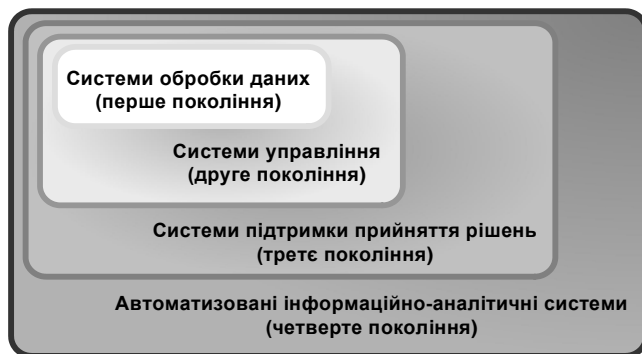 Системи обробки даних
(перше покоління)
Системи управління
(друге покоління)
Системи підтримки прийняття рішень
(третє покоління)
Автоматизовані інформаційно-аналітичні системи
(четверте покоління)